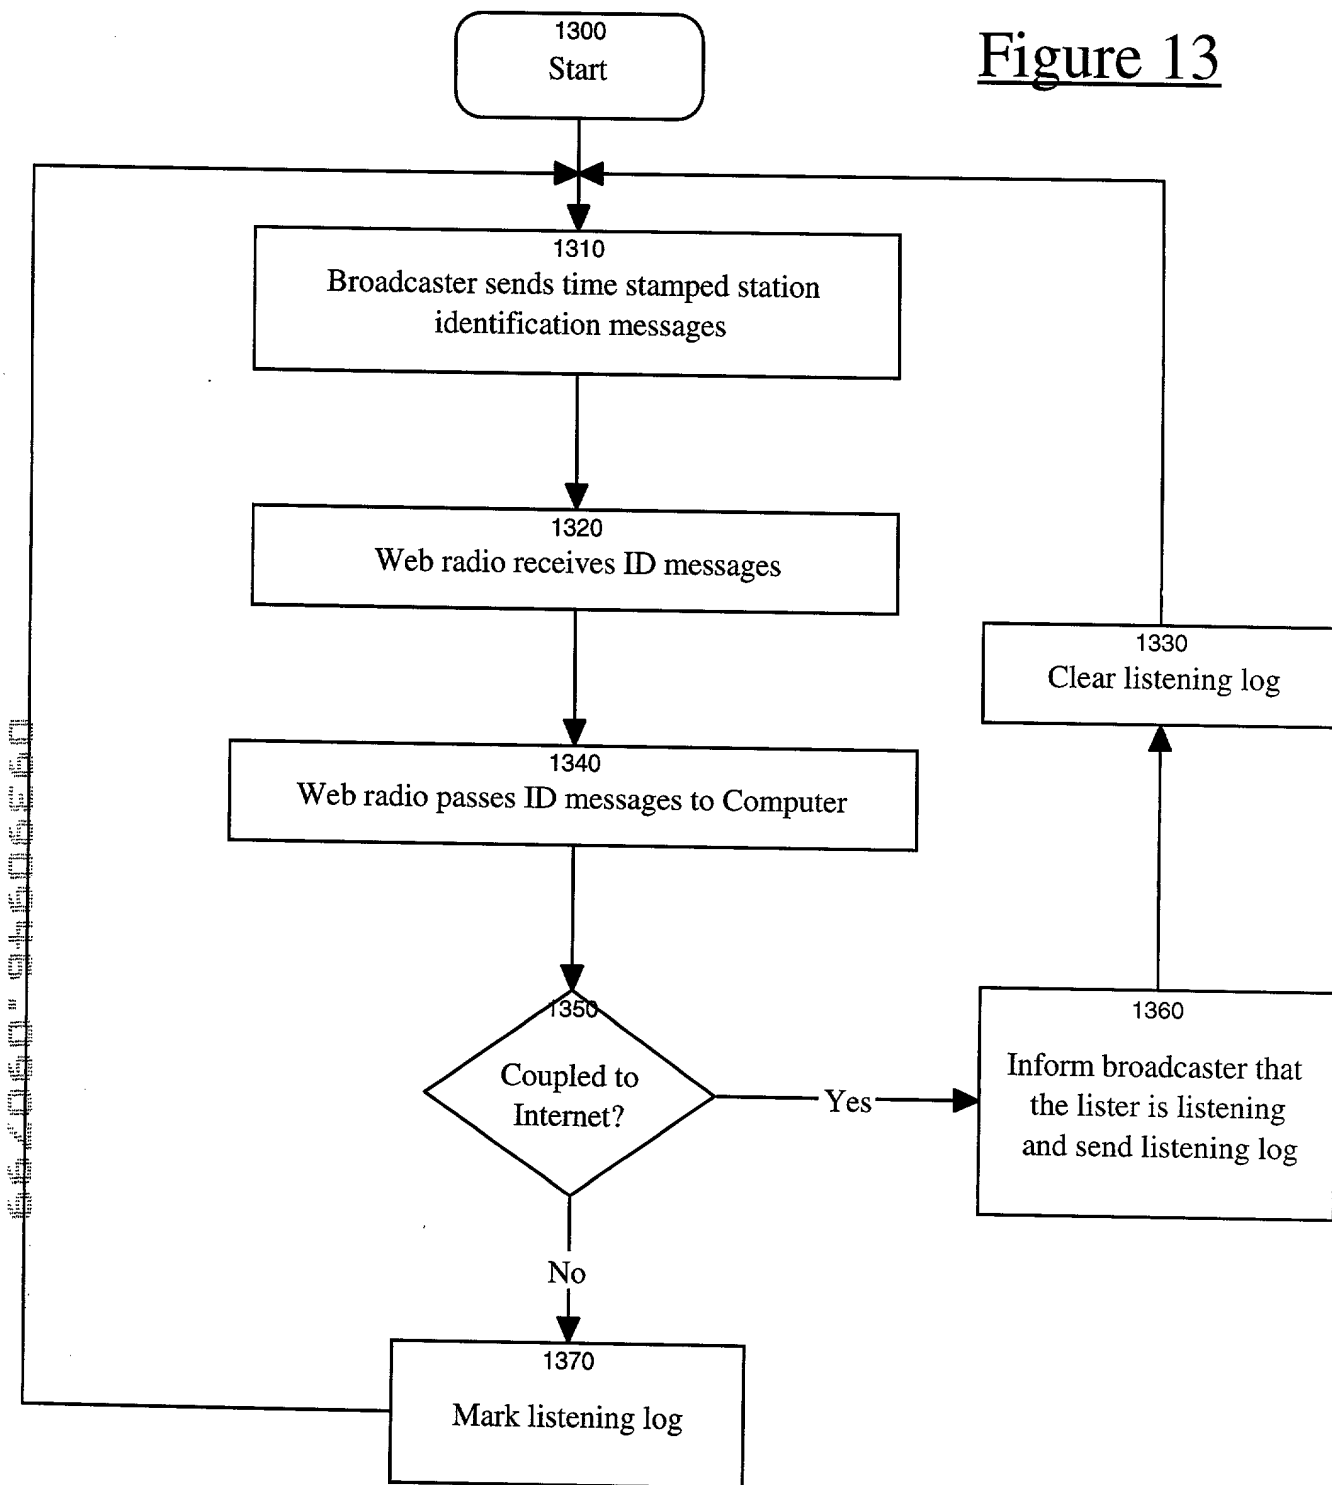 Figure 13
1300
Start
1310
Broadcaster sends time stamped station
identification messages
1320
Web radio receives ID messages
1330
Clear listening log
1340
Web radio passes ID messages to Computer
1350
Coupled to
Internet?
Yes
1360
Inform broadcaster that
the lister is listening
and send listening log
No
1370
Mark listening log